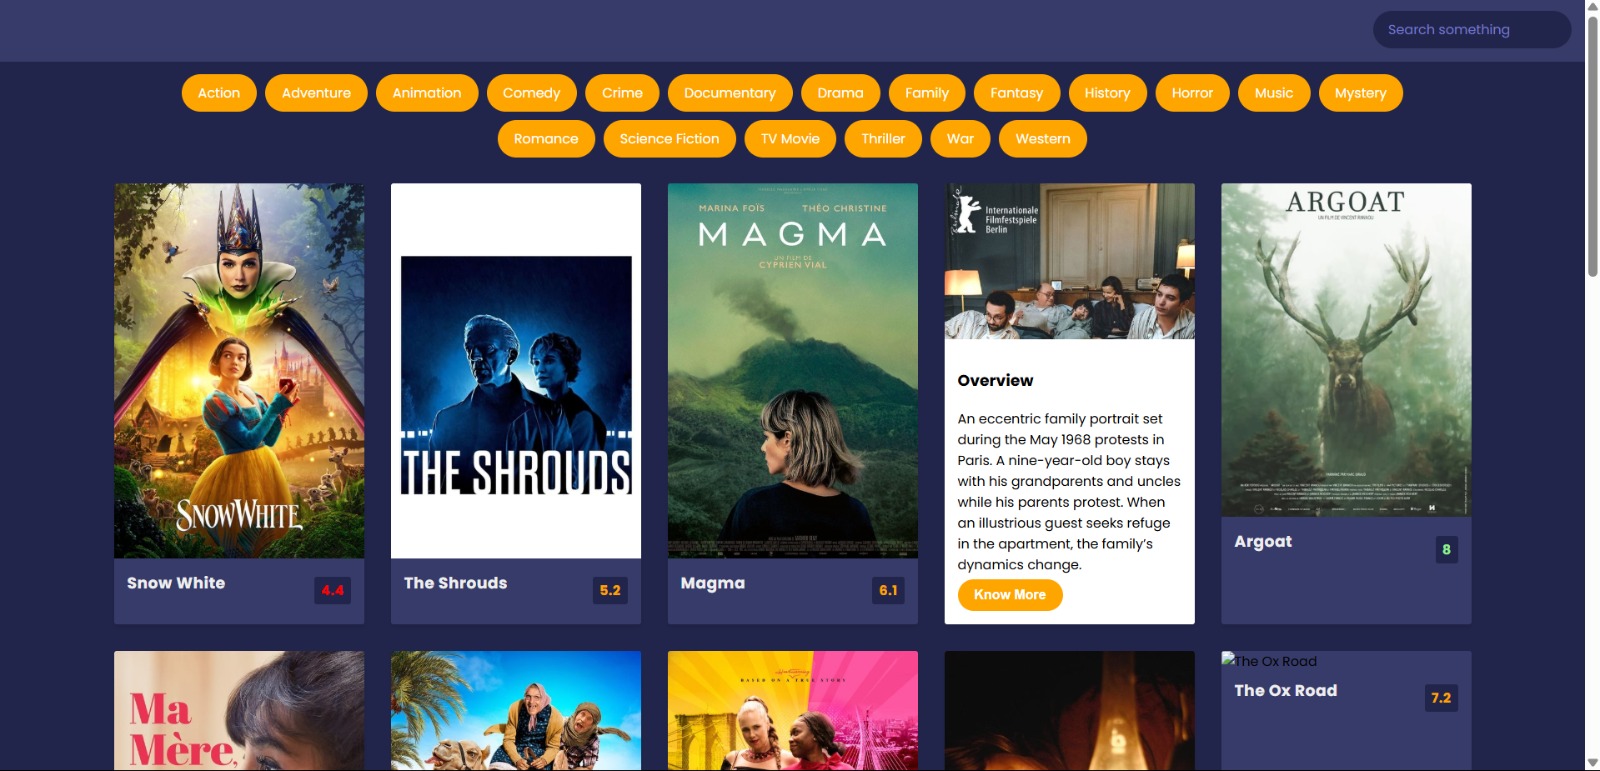 Search something
Action
Adventure
Animation
Comedy
Crime
Documentary
Drama
Family
Fantasy
History
Horror
Music
Mystery
Romance
Science Fiction
TV Movie
Thriller
War
Western
SNOW WHITE
Snow White
4.4
THE SHROUDS
The Shrouds
5.2
MARINA FOÏS THÉO CHRISTINE
MAGMA
UN FILM DE
CYPRIEN VIAL
Magma
6.1
Internationale
Filmfestspiele
Berlin
Overview
An eccentric family portrait set
during the May 1968 protests in
Paris. A nine-year-old boy stays
with his grandparents and uncles
while his parents protest. When
an illustrious guest seeks refuge
in the apartment, the family's
dynamics change.
Know More
ARGOAT
Argoat
8
Ma
Mère,
BASED ON A TRUE STORY
The Ox Road
The Ox Road
7.2